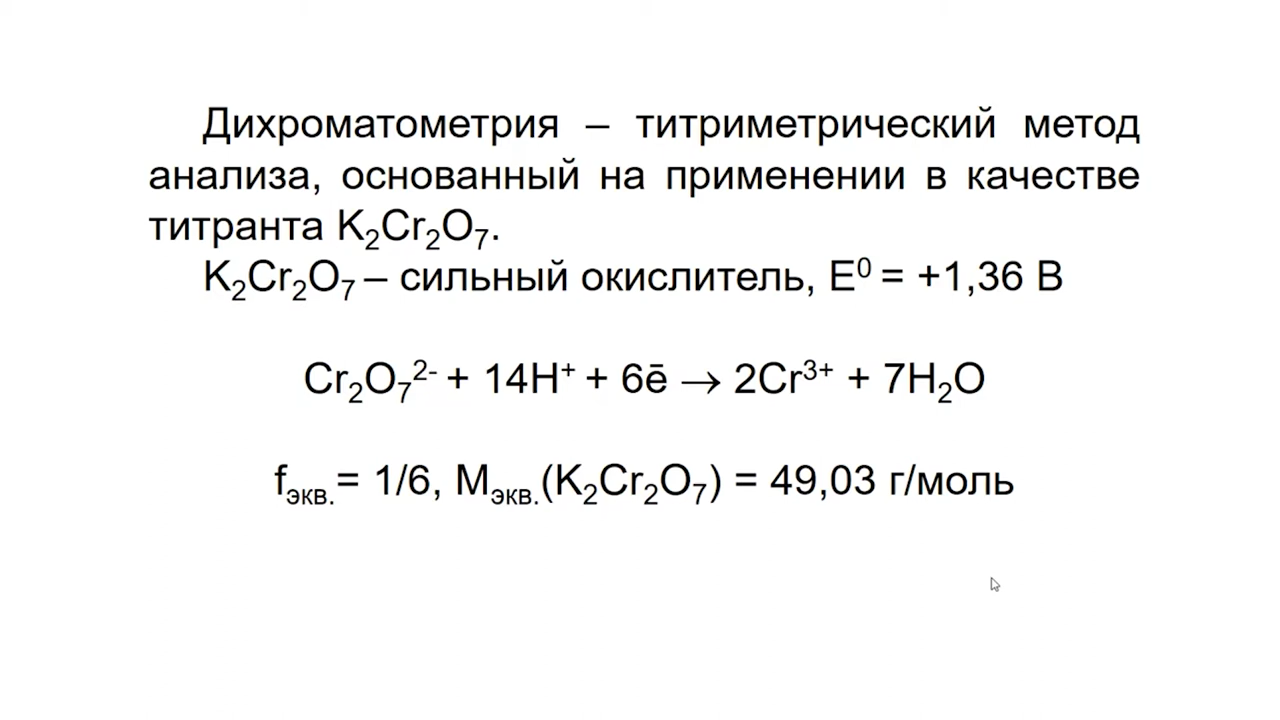 Дихроматометрия – титриметрический метод
анализа, основанный на применении в качестве
титранта K₂Cr₂O₇.
K₂Cr₂O₇ – сильный окислитель, E⁰ = +1,36 В
Cr₂O₇²⁻ + 14H⁺ + 6ē → 2Cr³⁺ + 7H₂O
fэкв.= 1/6, Mэкв.(K₂Cr₂O₇) = 49,03 г/моль